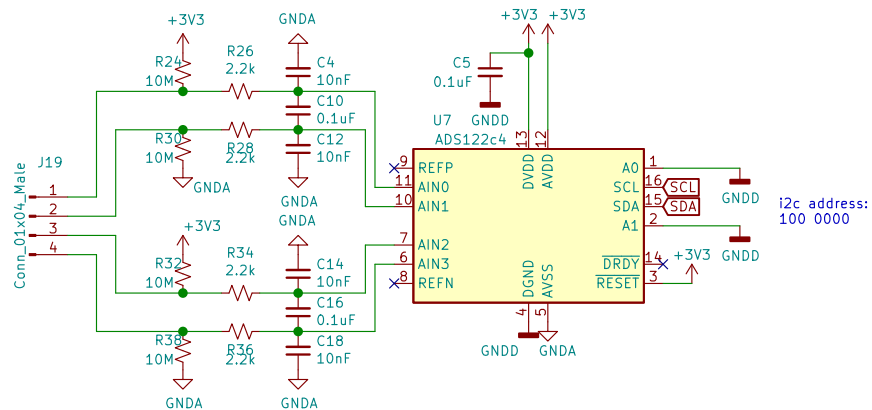 +3V3
GNDA
+3V3
+3V3
R24
10M
R26
2.2k
C4
10nF
C5
0.1uF
GNDD
C10
0.1uF
U7
ADS122c4
R30
10M
R28
2.2k
C12
10nF
GNDA
GNDA
J19
Conn_01x04_Male
1
2
3
4
9
REFP
11
AIN0
10
AIN1
7
AIN2
6
AIN3
8
REFN
13
DVDD
12
AVDD
A0
1
SCL
16
SCL
SDA
15
SDA
A1
2
DRDY
14
RESET
3
+3V3
DGND
4
AVSS
5
GNDD
GNDD
i2c address:
100 0000
GNDD
GNDA
+3V3
GNDA
R32
10M
R34
2.2k
C14
10nF
C16
0.1uF
R38
10M
R36
2.2k
C18
10nF
GNDA
GNDA